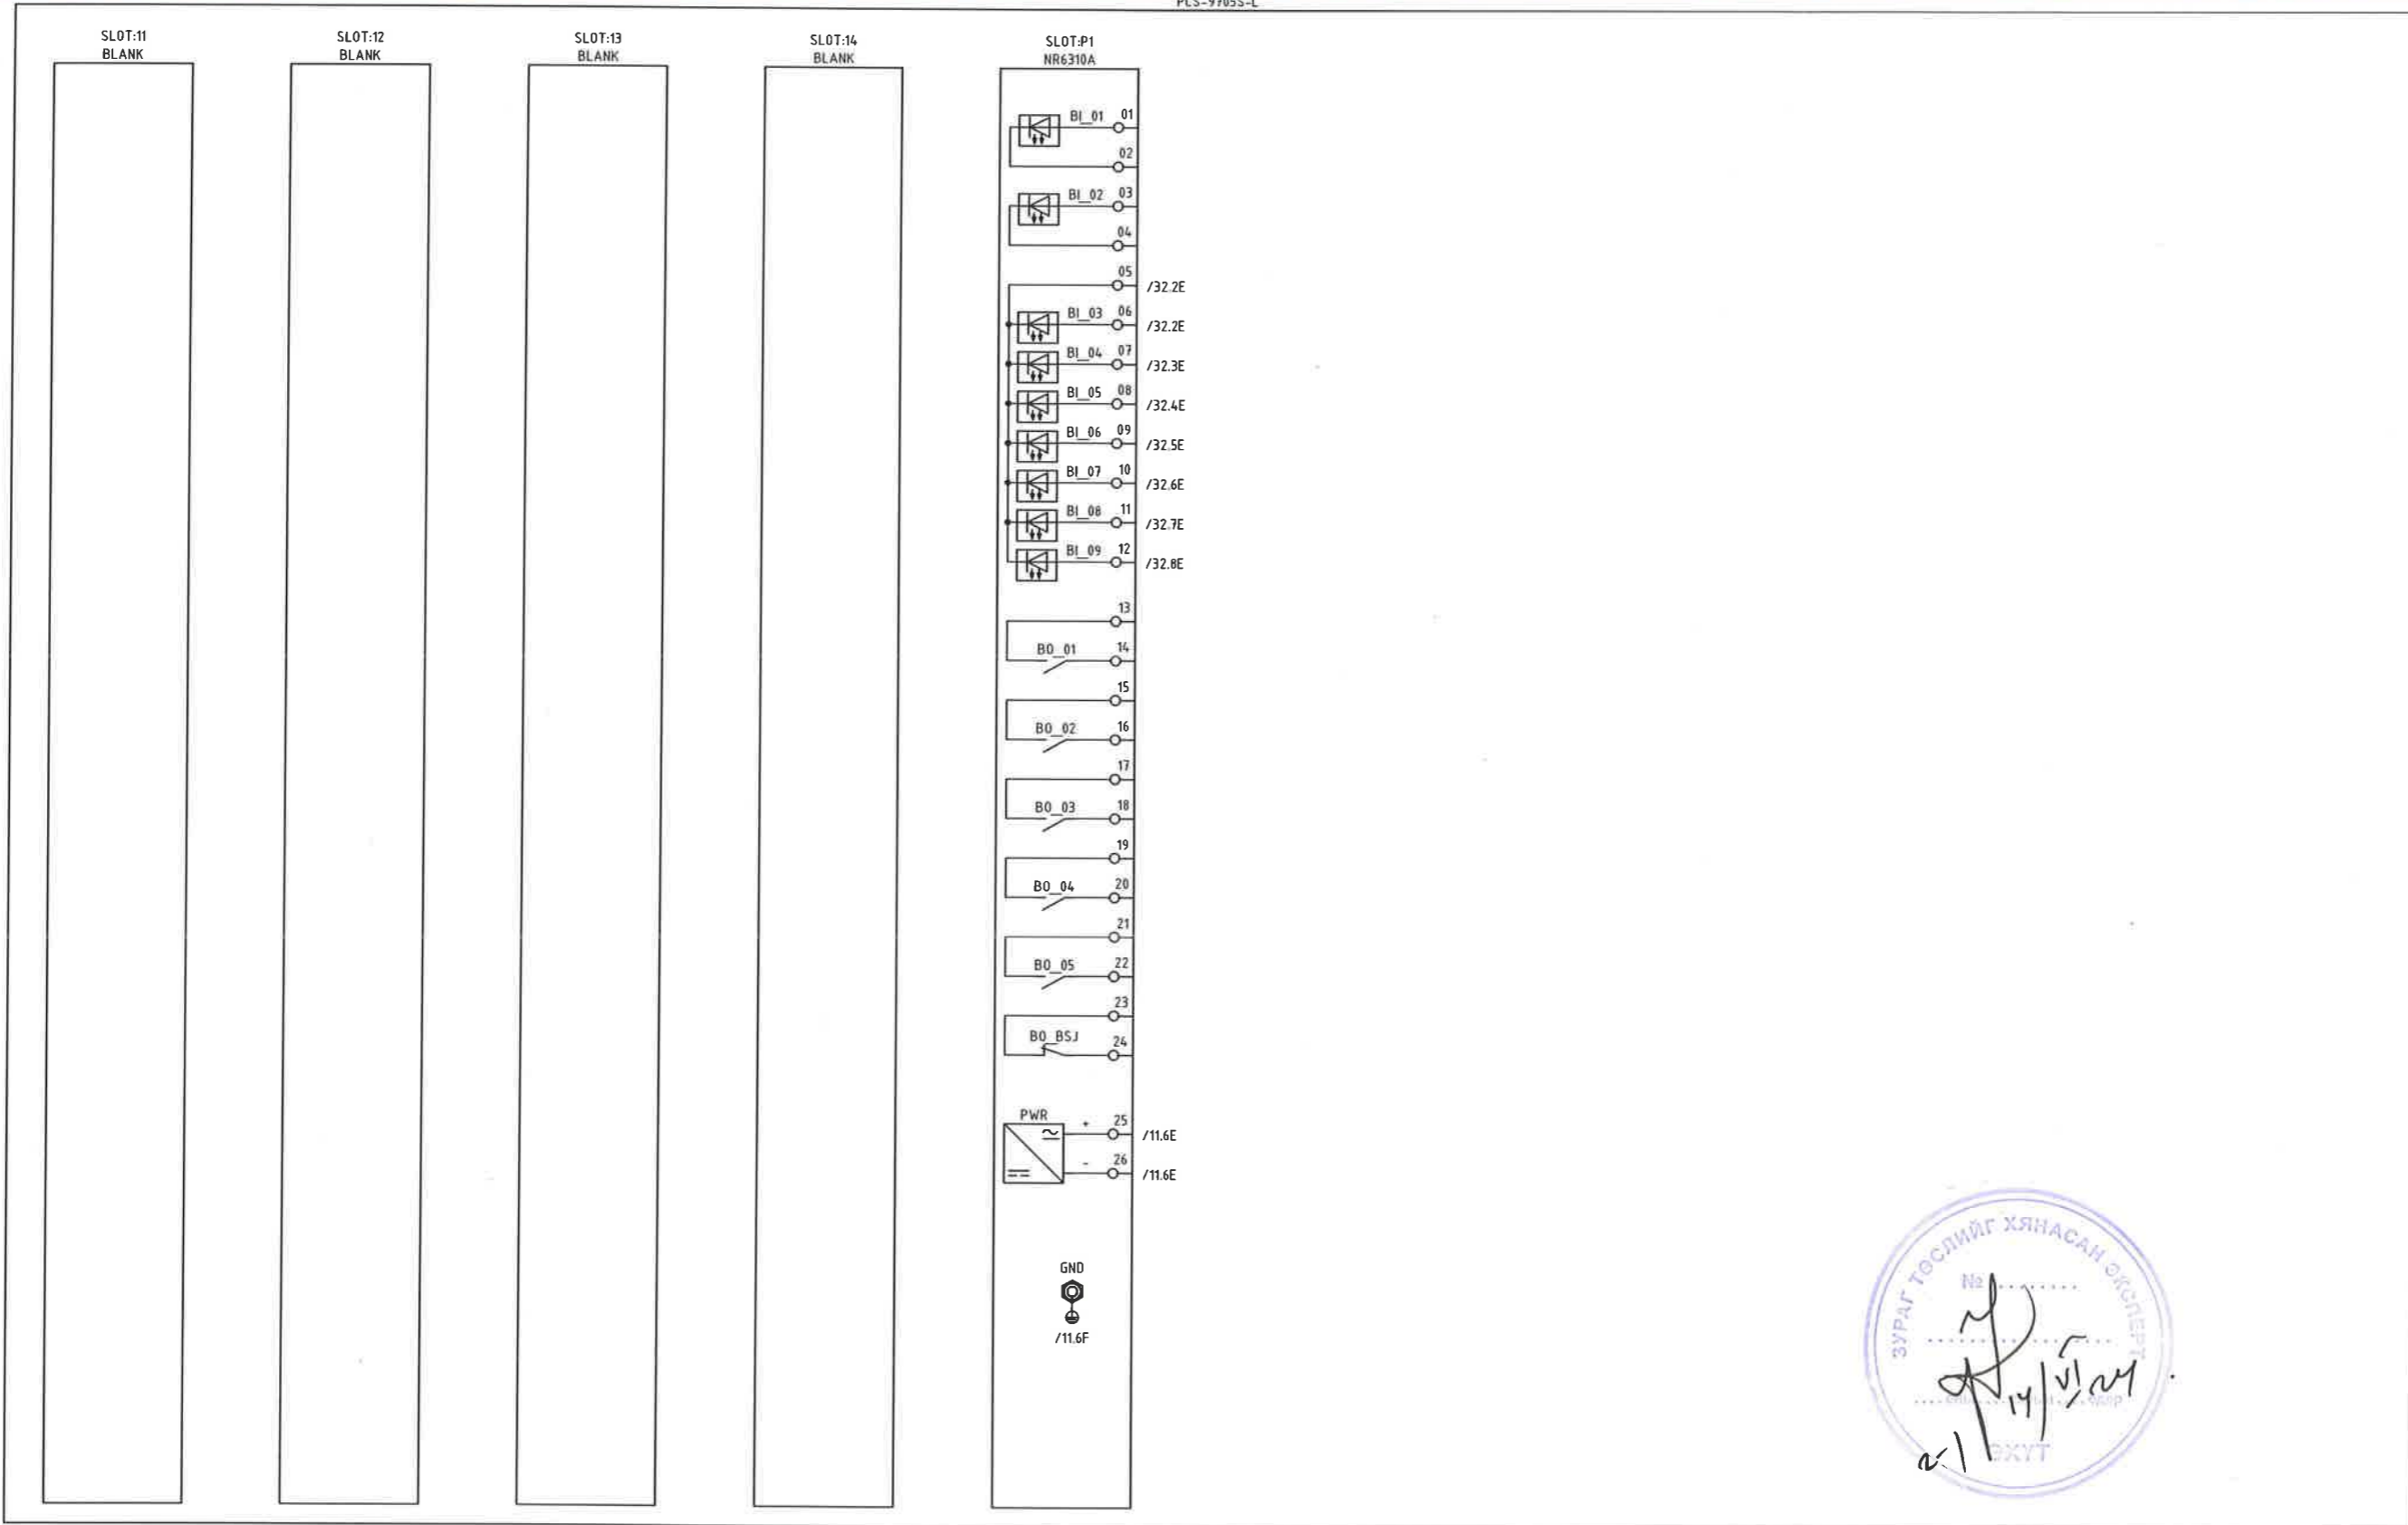 PCS-9705S-L
SLOT:11
BLANK
SLOT:12
BLANK
SLOT:13
BLANK
SLOT:14
BLANK
SLOT:P1
NR6310A
BI_01 01
02
BI_02 03
04
05 /32.2E
BI_03 06 /32.2E
BI_04 07 /32.3E
BI_05 08 /32.4E
BI_06 09 /32.5E
BI_07 10 /32.6E
BI_08 11 /32.7E
BI_09 12 /32.8E
13
BO_01 14
15
BO_02 16
17
BO_03 18
19
BO_04 20
21
BO_05 22
23
BO_BSJ 24
PWR
+ 25 /11.6E
- 26 /11.6E
GND
/11.6F
ЗУРАГ ТӨСЛИЙГ ХЯНАСАН ЭКСПЕРТ
№
14/VI 24
ЭХҮТ